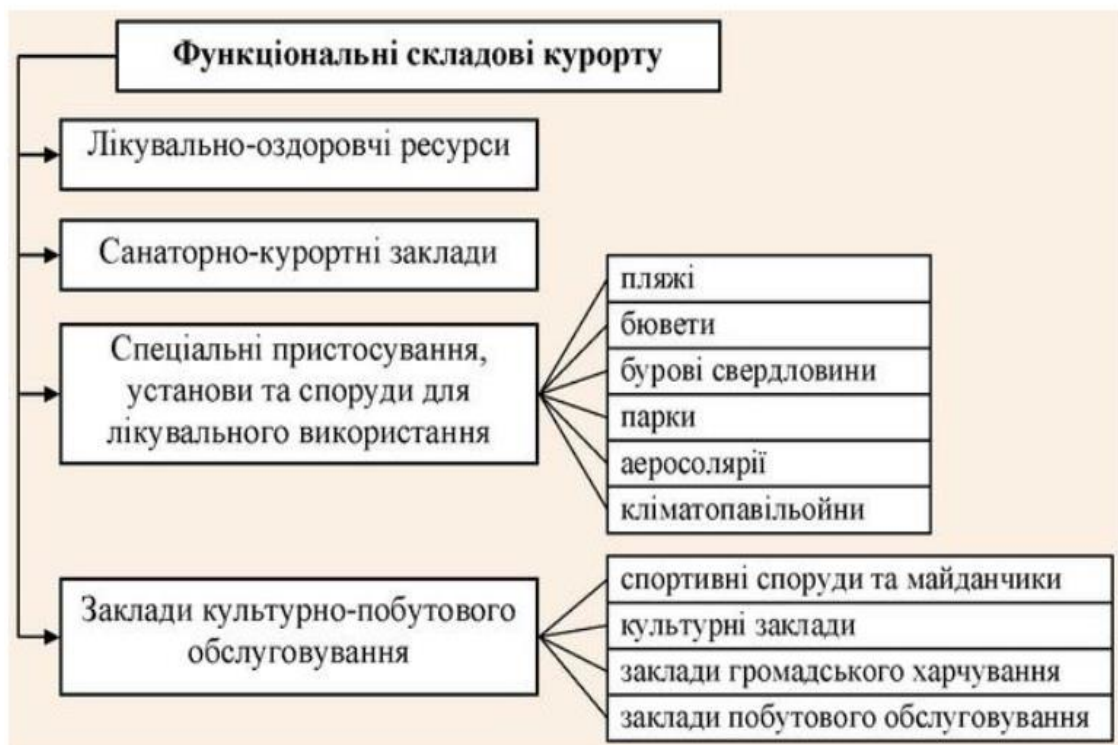 Функціональні складові курорту
Лікувально-оздоровчі ресурси
Санаторно-курортні заклади
Спеціальні пристосування,
установи та споруди для
лікувального використання
пляжі
бювети
бурові свердловини
парки
аеросолярії
кліматопавільойни
Заклади культурно-побутового
обслуговування
спортивні споруди та майданчики
культурні заклади
заклади громадського харчування
заклади побутового обслуговування